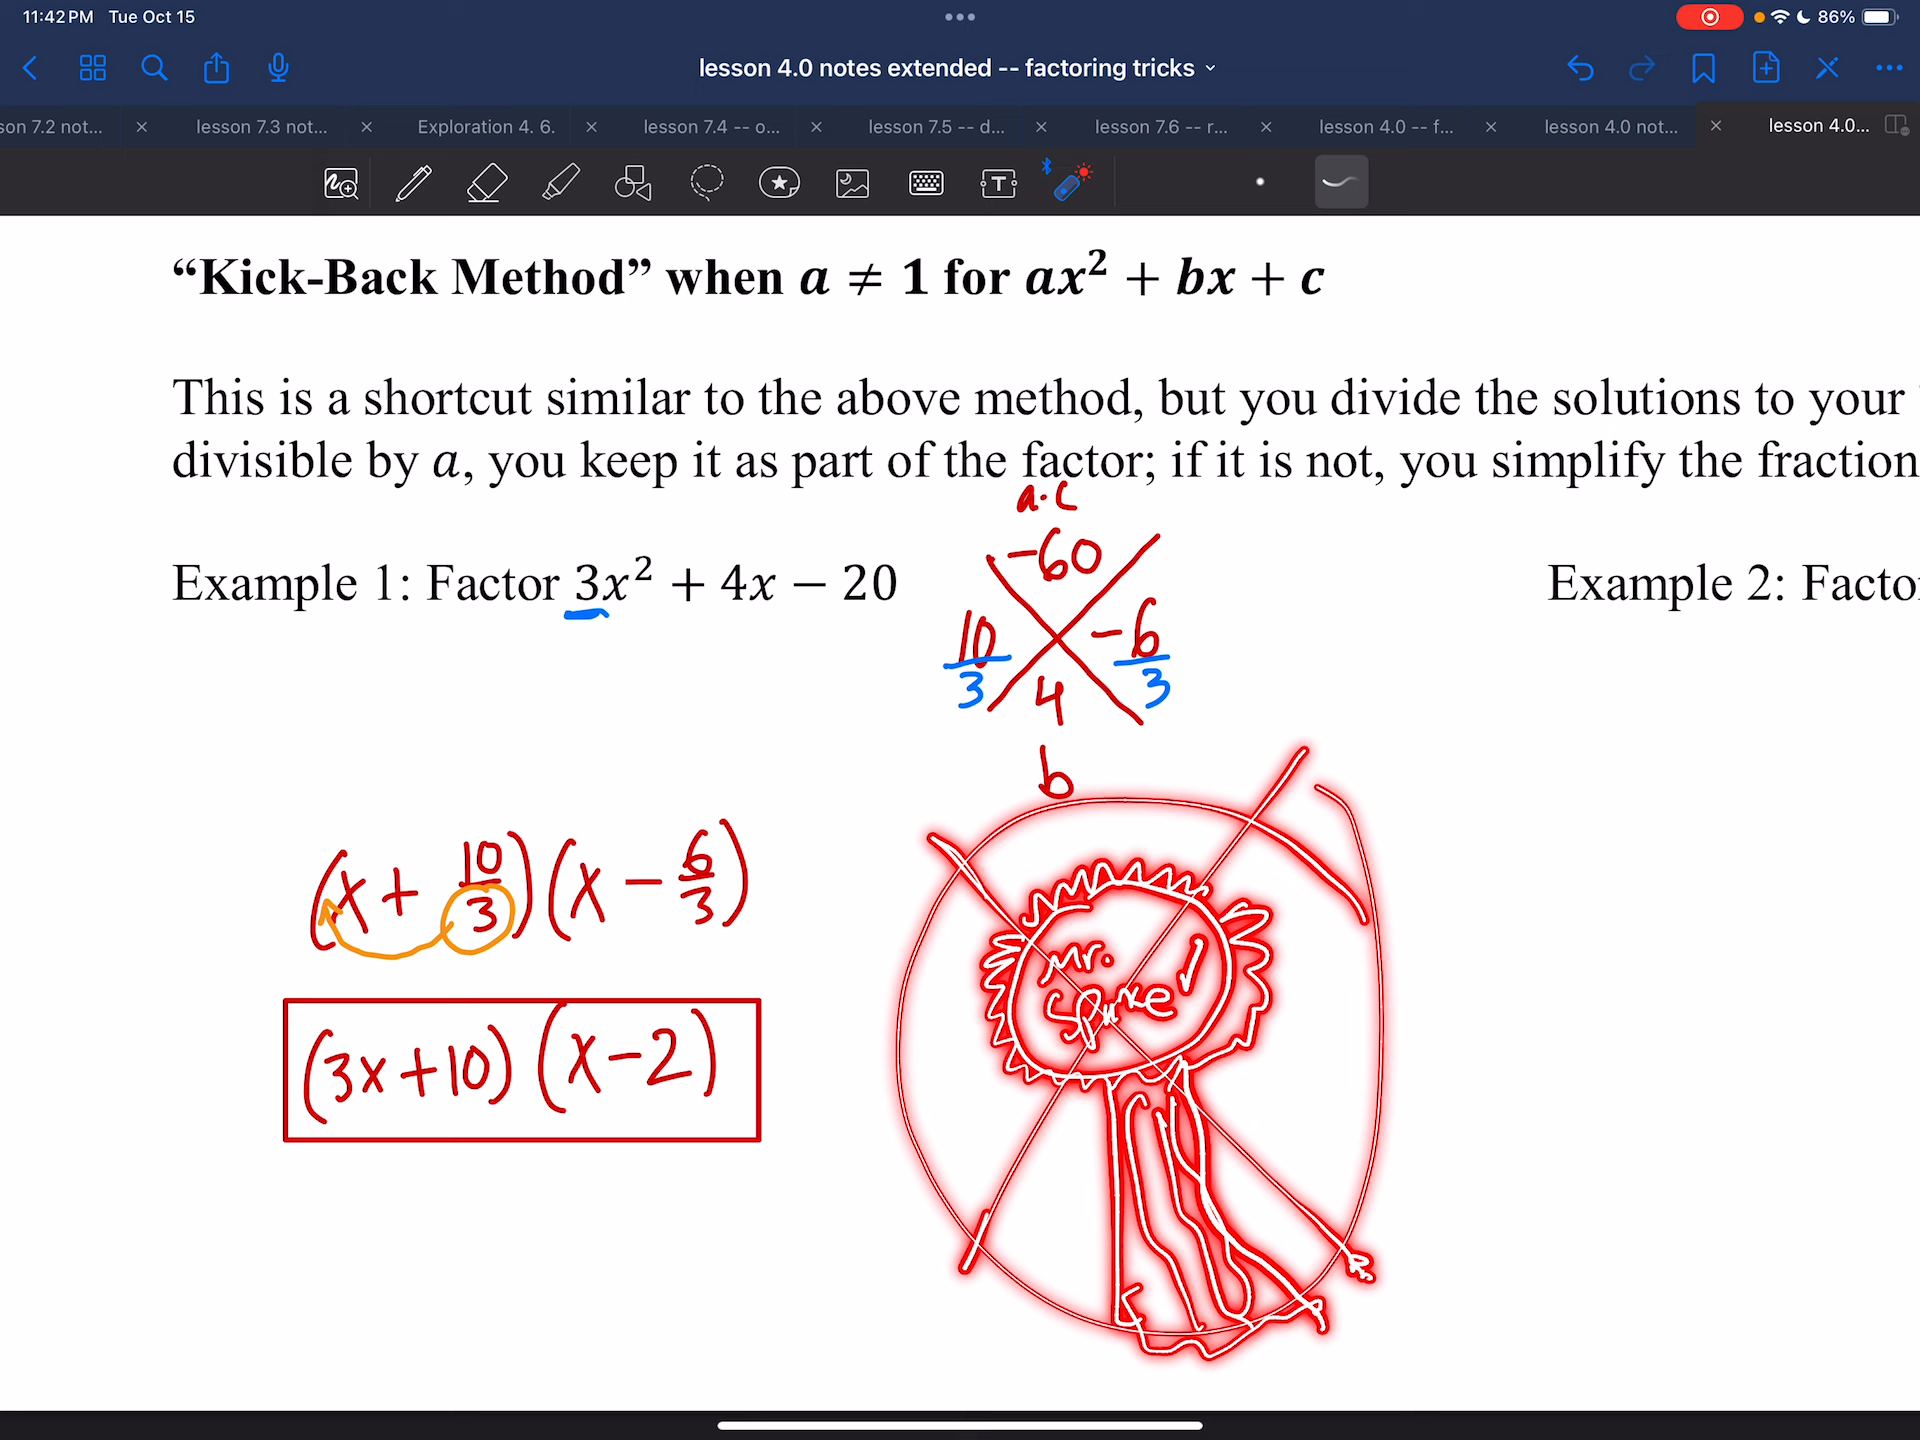 11:42 PM Tue Oct 15
86%
lesson 4.0 notes extended -- factoring tricks
son 7.2 not... lesson 7.3 not... Exploration 4. 6. lesson 7.4 -- o... lesson 7.5 -- d... lesson 7.6 -- r... lesson 4.0 -- f... lesson 4.0 not... lesson 4.0...
T
“Kick-Back Method” when a ≠ 1 for ax² + bx + c
This is a shortcut similar to the above method, but you divide the solutions to your
divisible by a, you keep it as part of the factor; if it is not, you simplify the fraction
a·c
-60
Example 1: Factor 3x² + 4x − 20
Example 2: Facto
10/3 -6/3
4
b
(x + 10/3)(x − 6/3)
Mr.
(3x+10)(x−2)